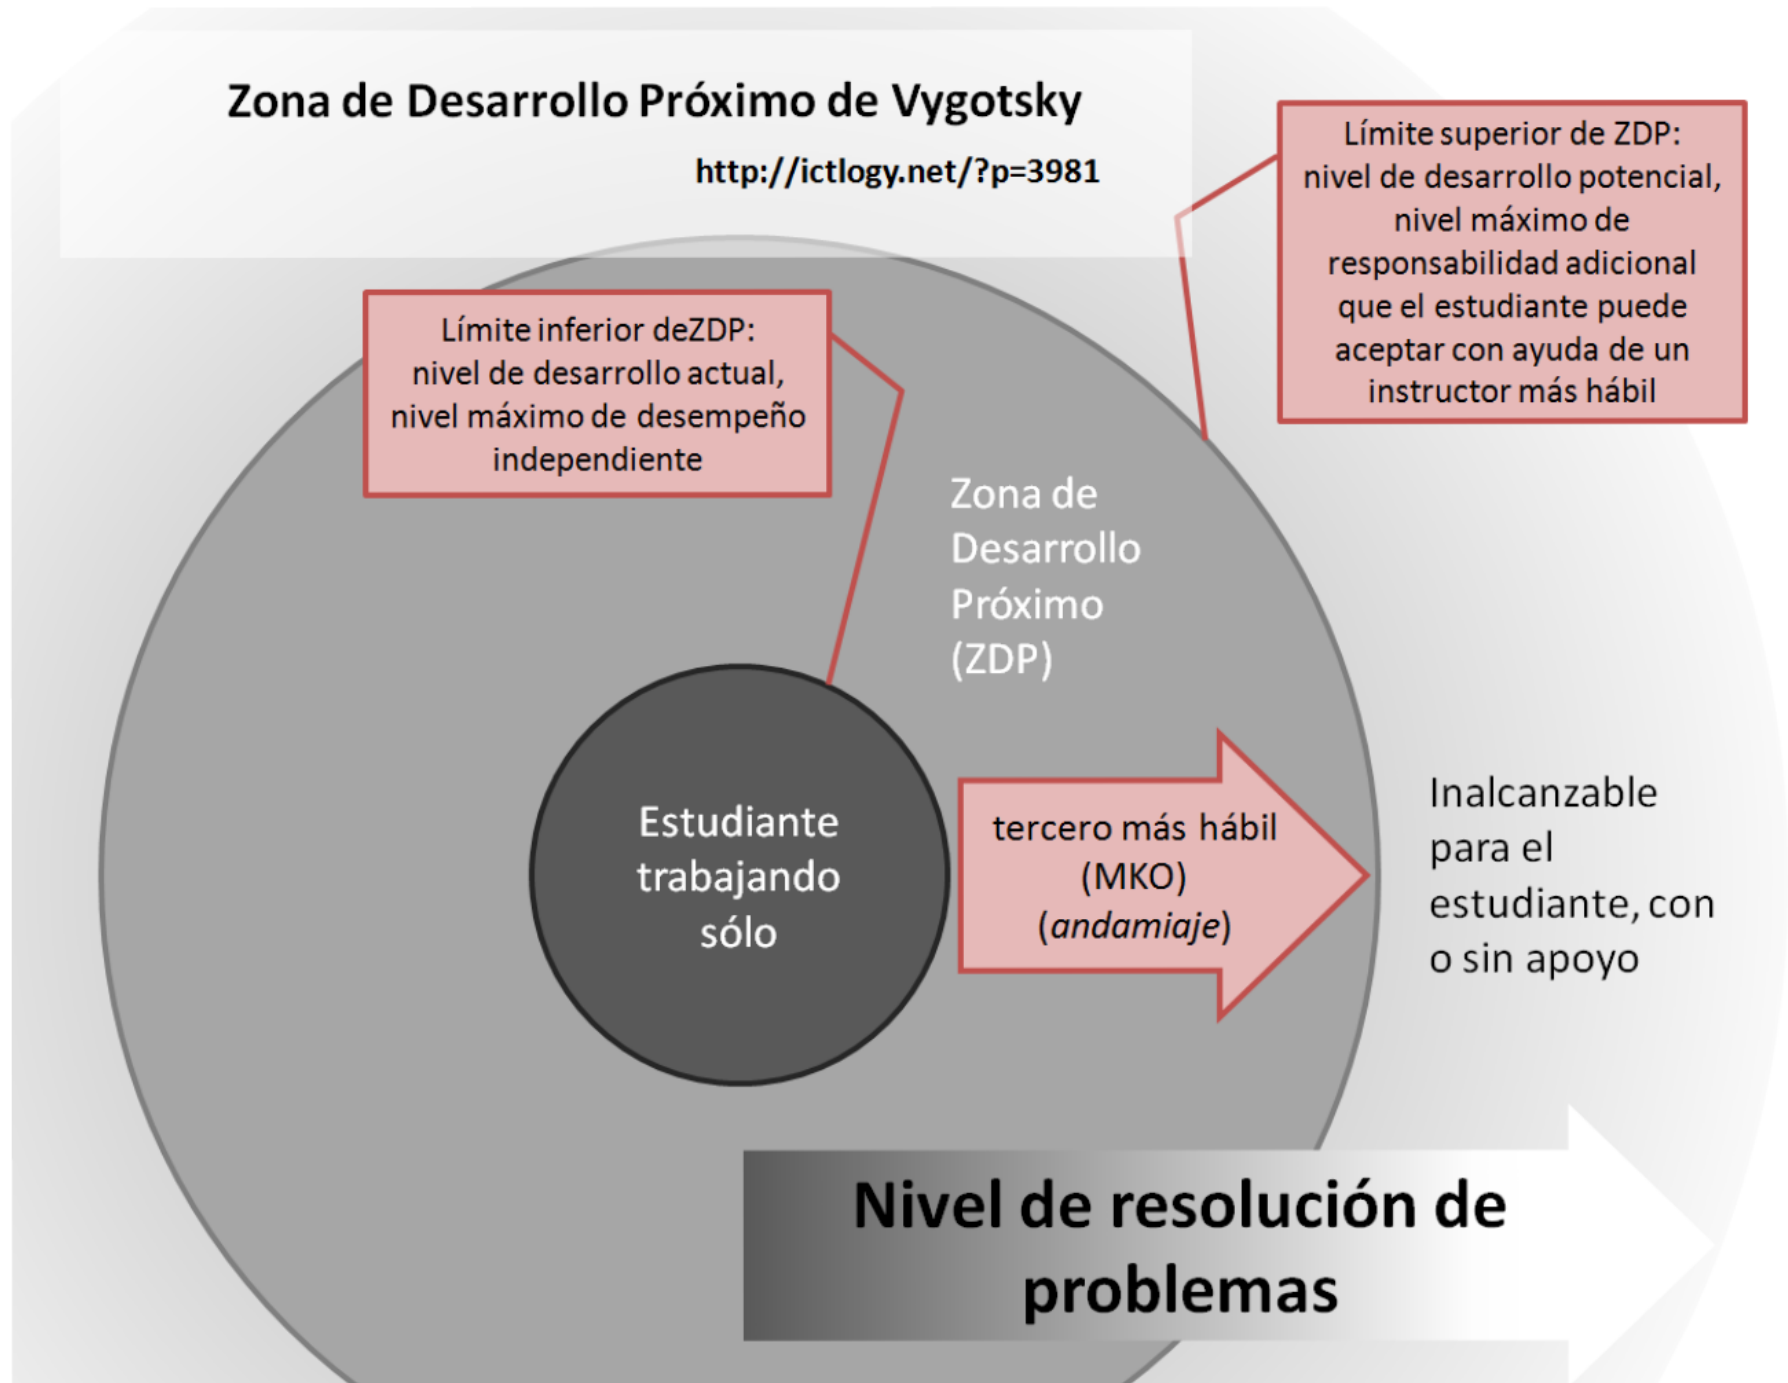 Zona de Desarrollo Próximo de Vygotsky
http://ictlogy.net/?p=3981
Límite superior de ZDP:
nivel de desarrollo potencial,
nivel máximo de
responsabilidad adicional
que el estudiante puede
aceptar con ayuda de un
instructor más hábil
Límite inferior deZDP:
nivel de desarrollo actual,
nivel máximo de desempeño
independiente
Zona de
Desarrollo
Próximo
(ZDP)
Estudiante
trabajando
sólo
tercero más hábil
(MKO)
(andamiaje)
Inalcanzable
para el
estudiante, con
o sin apoyo
Nivel de resolución de
problemas